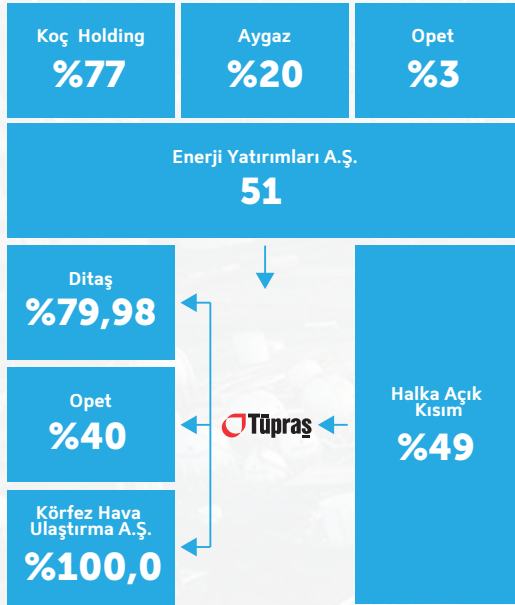 Koç Holding
%77
Aygaz
%20
Opet
%3
Enerji Yatırımları A.Ş.
51
Ditaş
%79,98
Opet
%40
Körfez Hava
Ulaştırma A.Ş.
%100,0
Tüpraş
Halka Açık
Kısım
%49